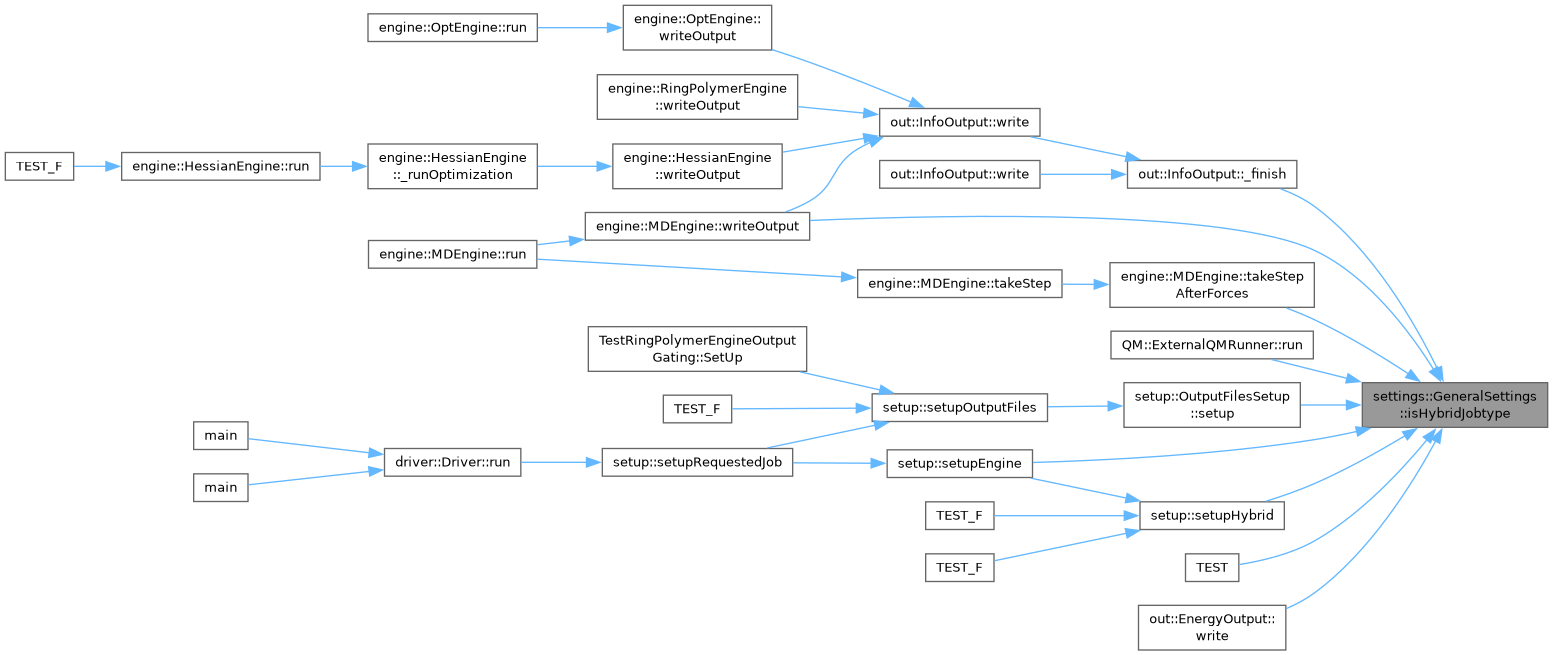 engine::OptEngine::run
engine::OptEngine::
writeOutput
engine::RingPolymerEngine
::writeOutput
out::InfoOutput::write
TEST_F
engine::HessianEngine::run
engine::HessianEngine
::_runOptimization
engine::HessianEngine
::writeOutput
out::InfoOutput::write
out::InfoOutput::_finish
engine::MDEngine::writeOutput
engine::MDEngine::run
engine::MDEngine::takeStep
engine::MDEngine::takeStep
AfterForces
TestRingPolymerEngineOutput
Gating::SetUp
QM::ExternalQMRunner::run
TEST_F
setup::setupOutputFiles
setup::OutputFilesSetup
::setup
settings::GeneralSettings
::isHybridJobtype
main
main
driver::Driver::run
setup::setupRequestedJob
setup::setupEngine
TEST_F
setup::setupHybrid
TEST_F
TEST
out::EnergyOutput::
write